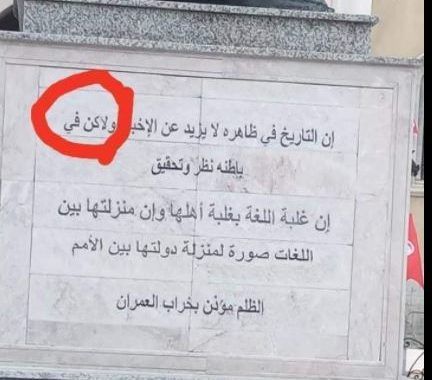 إن التاريخ في ظاهره لا يزيد عن الإخبار ولاكن في
باطنه نظر وتحقيق
إن غلبة اللغة بغلبة أهلها وإن منزلتها بين
اللغات صورة لمنزلة دولتها بين الأمم
الظلم مؤذن بخراب العمران